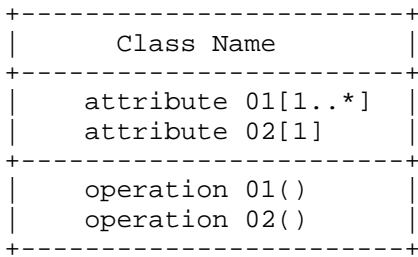 +------------------------+
|      Class Name        |
+------------------------+
|    attribute 01[1..*]  |
|    attribute 02[1]     |
+------------------------+
|    operation 01()      |
|    operation 02()      |
+------------------------+